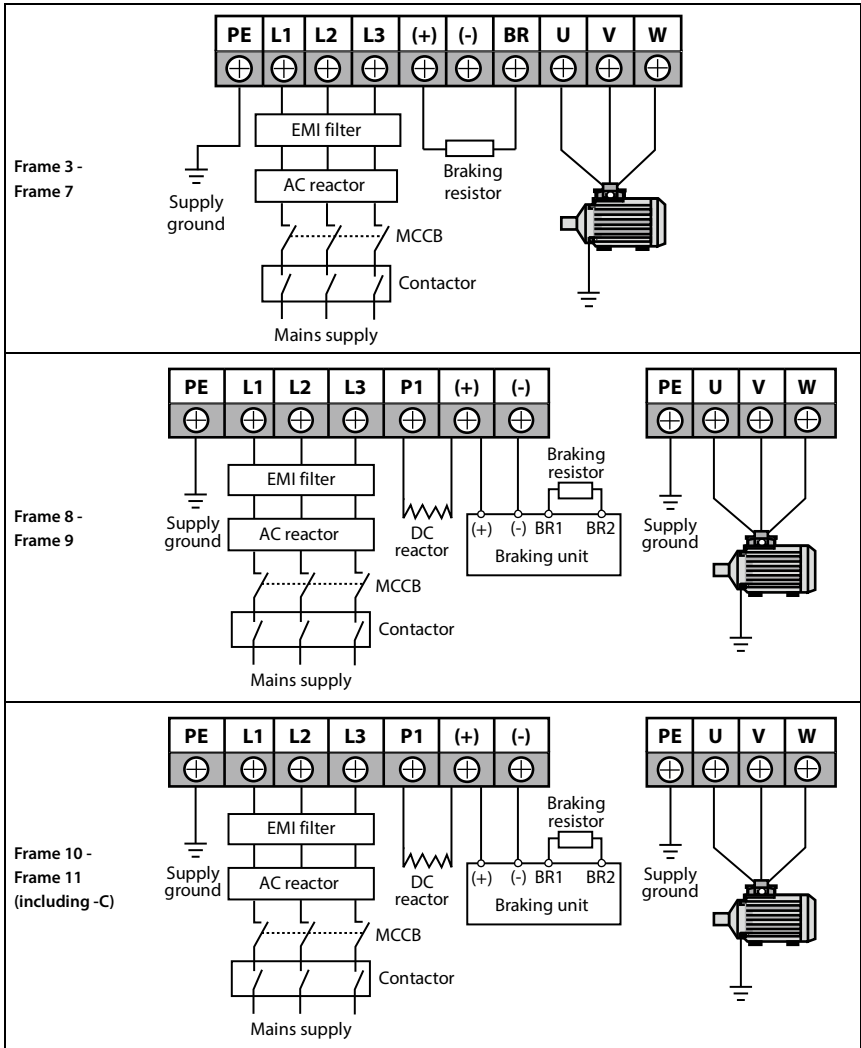 PE L1 L2 L3 (+) (-) BR U V W
EMI filter
Frame 3 -
Frame 7
Supply
ground
AC reactor
Braking
resistor
MCCB
Contactor
Mains supply
PE L1 L2 L3 P1 (+) (-)
PE U V W
Frame 8 -
Frame 9
Supply
ground
EMI filter
AC reactor
MCCB
Contactor
Mains supply
DC
reactor
Braking
resistor
(+) (-) BR1 BR2
Braking unit
Supply
ground
PE L1 L2 L3 P1 (+) (-)
PE U V W
Frame 10 -
Frame 11
(including -C)
Supply
ground
EMI filter
AC reactor
MCCB
Contactor
Mains supply
DC
reactor
Braking
resistor
(+) (-) BR1 BR2
Braking unit
Supply
ground